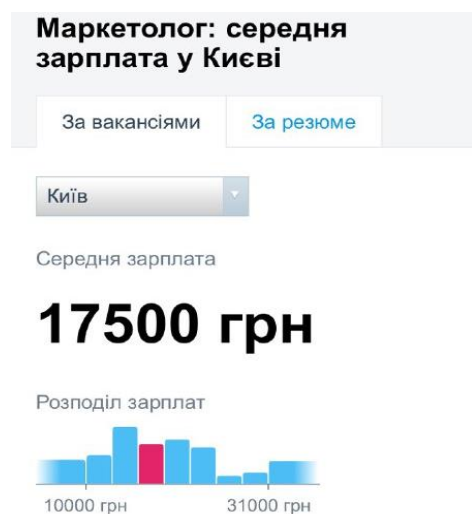 Маркетолог: середня
зарплата у Києві
За вакансіями
За резюме
Київ
Середня зарплата
17500 грн
Розподіл зарплат
10000 грн
31000 грн